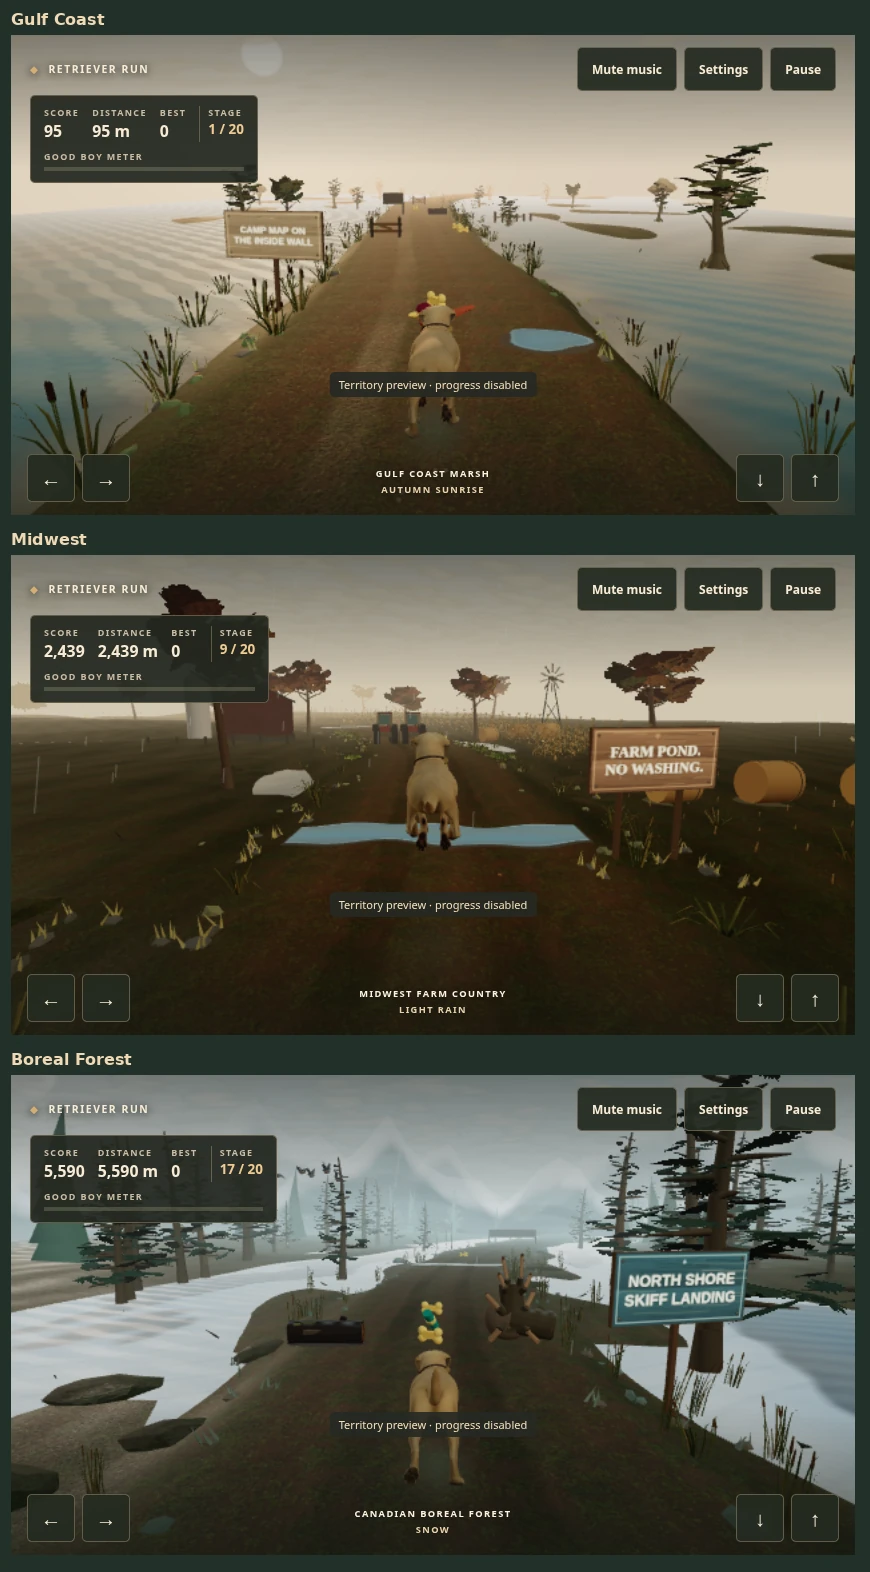 Gulf Coast
RETRIEVER RUN
Mute music
Settings
Pause
SCORE DISTANCE BEST STAGE
95 95 m 0 1 / 20
GOOD BOY METER
CAMP MAP ON
THE INSIDE WALL
Territory preview · progress disabled
← → ↓ ↑
GULF COAST MARSH
AUTUMN SUNRISE
Midwest
RETRIEVER RUN
Mute music
Settings
Pause
SCORE DISTANCE BEST STAGE
2,439 2,439 m 0 9 / 20
GOOD BOY METER
FARM POND.
NO WASHING.
Territory preview · progress disabled
← → ↓ ↑
MIDWEST FARM COUNTRY
LIGHT RAIN
Boreal Forest
RETRIEVER RUN
Mute music
Settings
Pause
SCORE DISTANCE BEST STAGE
5,590 5,590 m 0 17 / 20
GOOD BOY METER
NORTH SHORE
SKIFF LANDING
Territory preview · progress disabled
← → ↓ ↑
CANADIAN BOREAL FOREST
SNOW